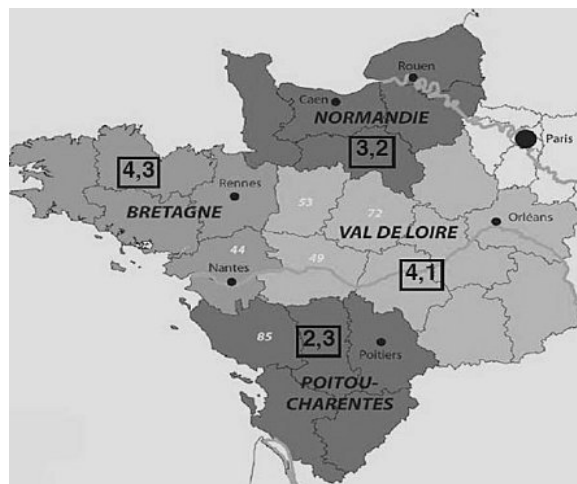 Rouen
Caen
NORMANDIE
3,2
Paris
4,3
Rennes
BRETAGNE
53
72
VAL DE LOIRE
Orléans
44
49
Nantes
4,1
85
2,3
Poitiers
POITOU-
CHARENTES